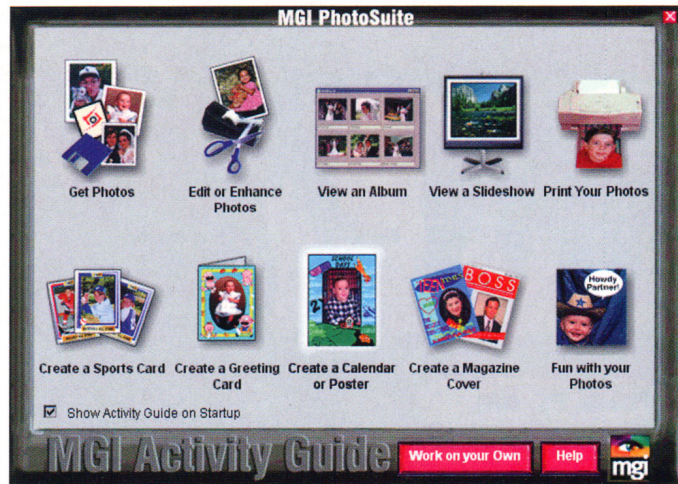 MGI PhotoSuite
Get Photos
Edit or Enhance
Photos
View an Album
View a Slideshow
Print Your Photos
SCHOOL
DAYS
BOSS
Howdy
Partner!
Create a Sports Card
Create a Greeting
Card
Create a Calendar
or Poster
Create a Magazine
Cover
Fun with your
Photos
Show Activity Guide on Startup
MGI Activity Guide
Work on your Own
Help
mgi